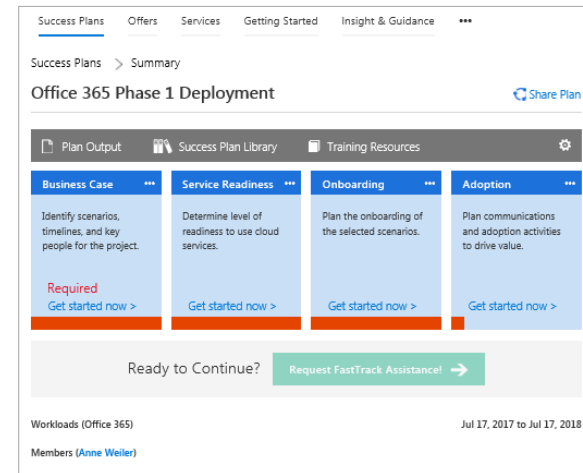 Success Plans Offers Services Getting Started Insight & Guidance •••
Success Plans > Summary
Office 365 Phase 1 Deployment
Share Plan
Plan Output Success Plan Library Training Resources
Business Case •••
Identify scenarios,
timelines, and key
people for the project.
Required
Get started now >
Service Readiness •••
Determine level of
readiness to use cloud
services.
Get started now >
Onboarding •••
Plan the onboarding of
the selected scenarios.
Get started now >
Adoption •••
Plan communications
and adoption activities
to drive value.
Get started now >
Ready to Continue? Request FastTrack Assistance!
Workloads (Office 365) Jul 17, 2017 to Jul 17, 2018
Members (Anne Weiler)